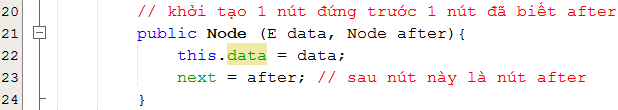 20 // khởi tạo 1 nút đứng trước 1 nút đã biết after
21 public Node (E data, Node after){
22 this.data = data;
23 next = after; // sau nút này là nút after
24 }